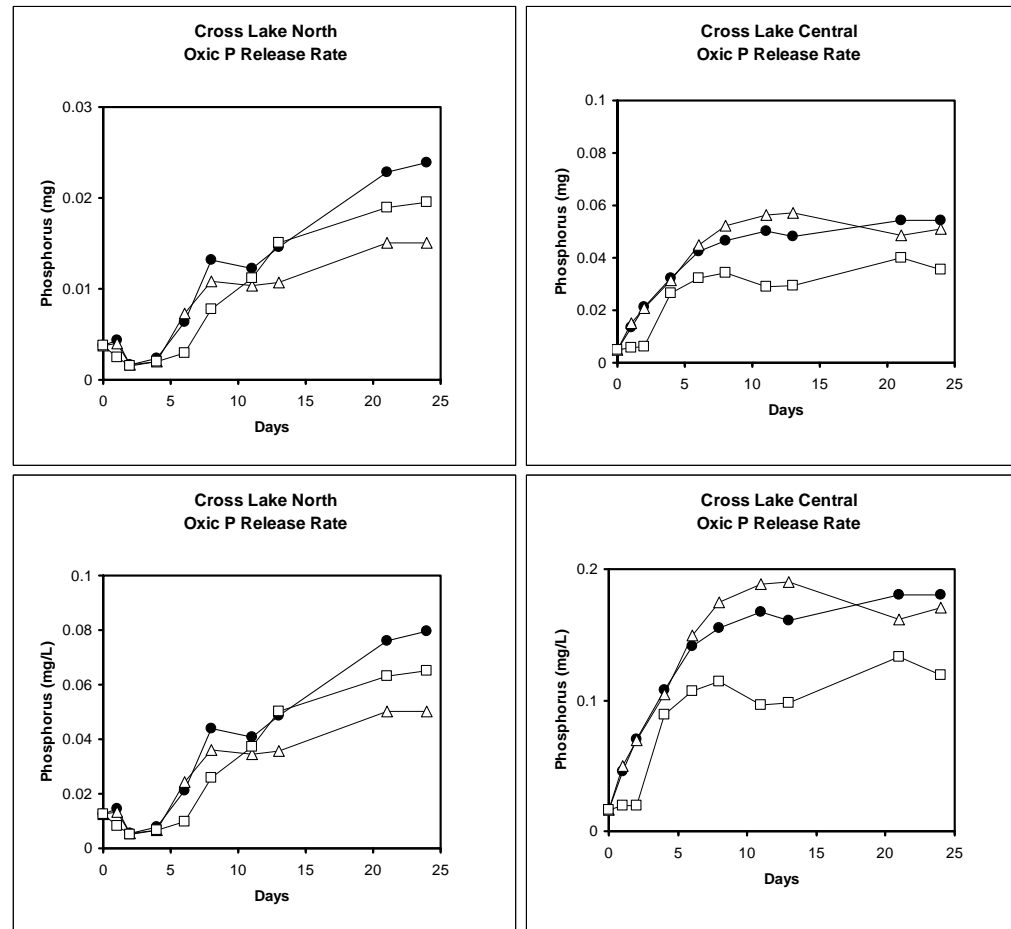 Cross Lake North
Oxic P Release Rate
0.03
0.02
0.01
0
Phosphorus (mg)
0 5 10 15 20 25
Days
Cross Lake Central
Oxic P Release Rate
0.1
0.08
0.06
0.04
0.02
0
Phosphorus (mg)
0 5 10 15 20 25
Days
Cross Lake North
Oxic P Release Rate
0.1
0.08
0.06
0.04
0.02
0
Phosphorus (mg/L)
0 5 10 15 20 25
Days
Cross Lake Central
Oxic P Release Rate
0.2
0.1
0
Phosphorus (mg/L)
0 5 10 15 20 25
Days